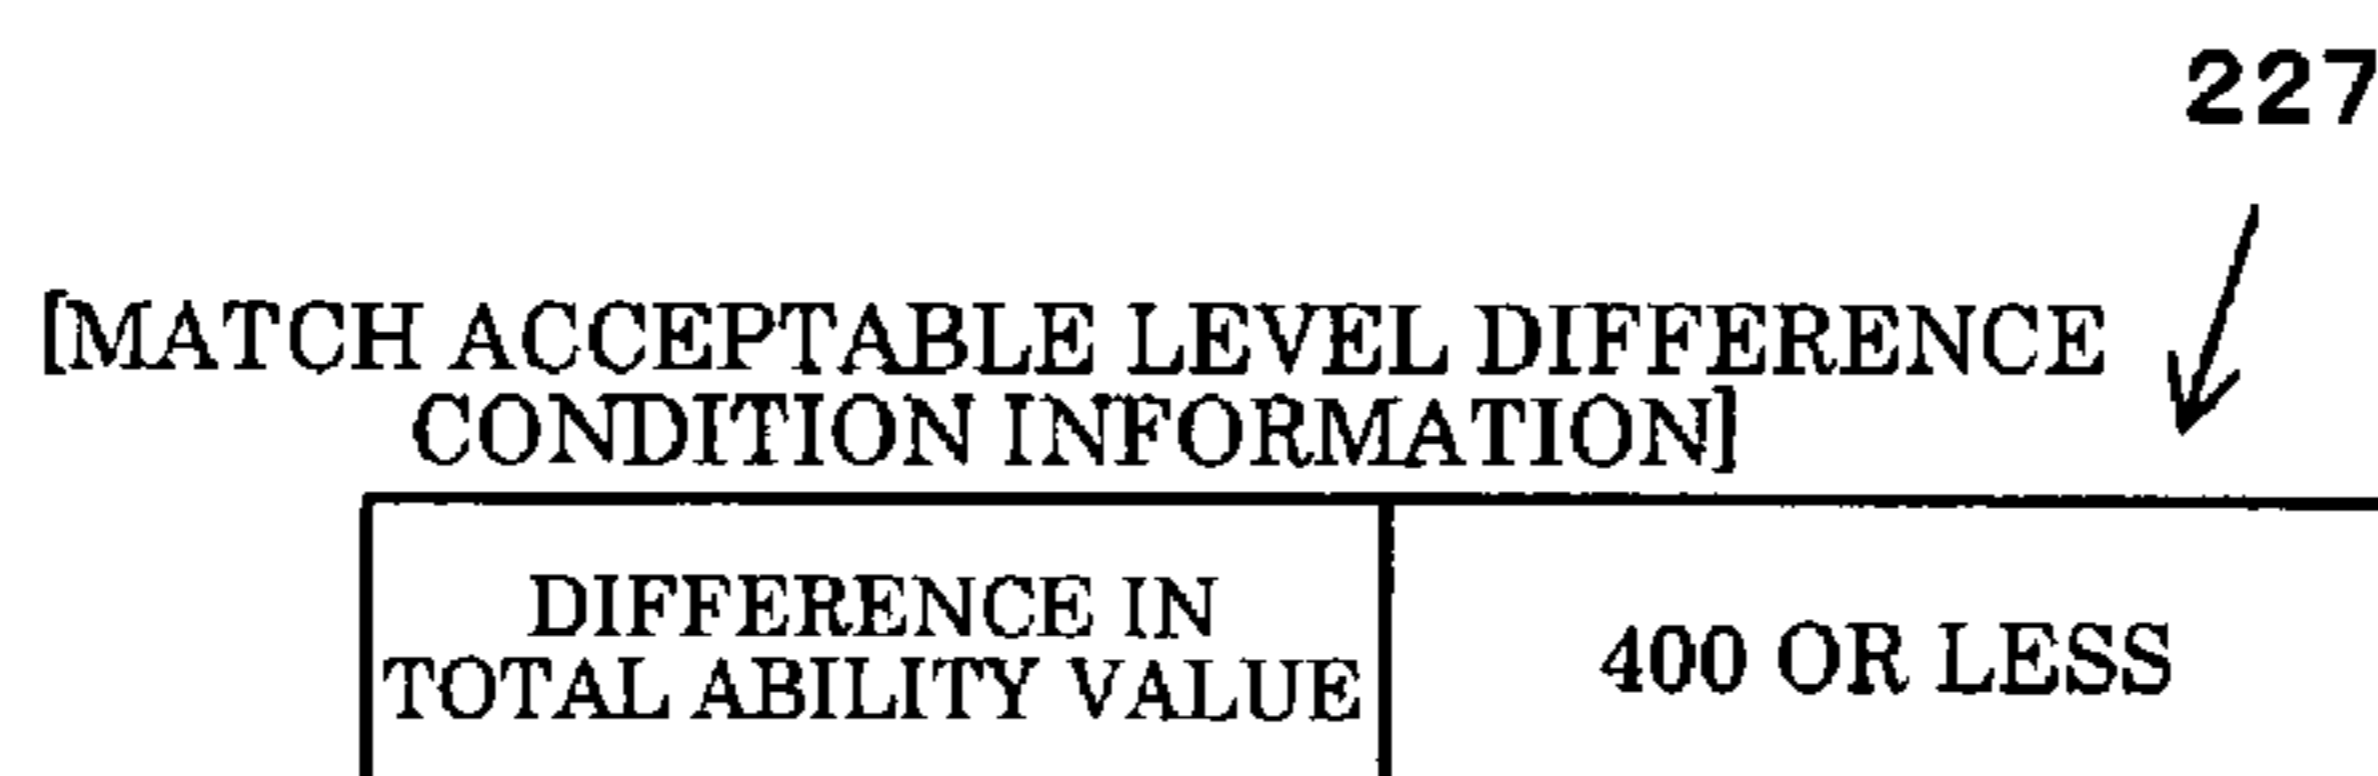 227
[MATCH ACCEPTABLE LEVEL DIFFERENCE
CONDITION INFORMATION]
DIFFERENCE IN
TOTAL ABILITY VALUE
400 OR LESS